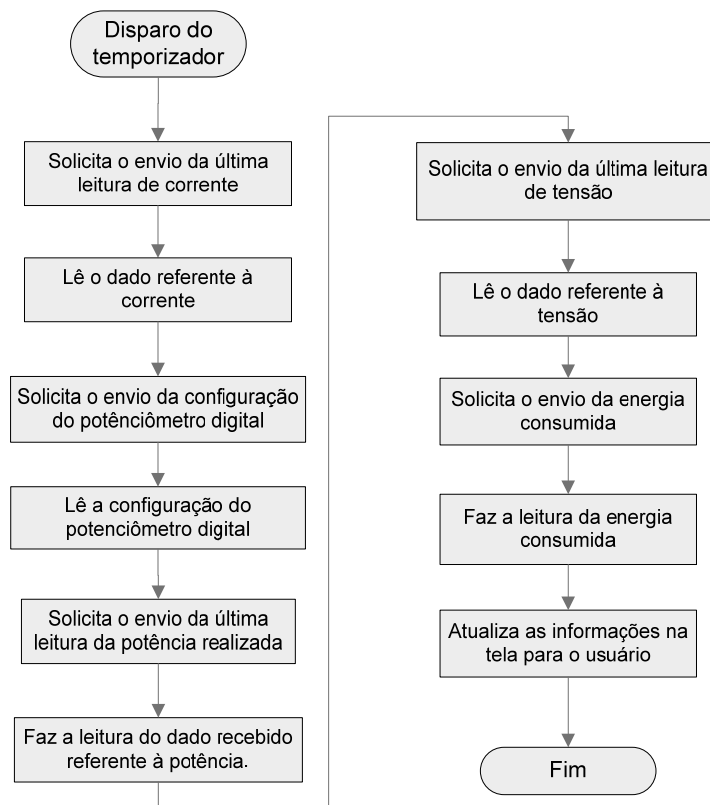 Disparo do
temporizador
Solicita o envio da última
leitura de corrente
Lê o dado referente à
corrente
Solicita o envio da configuração
do potênciômetro digital
Lê a configuração do
potenciômetro digital
Solicita o envio da última
leitura da potência realizada
Faz a leitura do dado recebido
referente à potência.
Solicita o envio da última leitura
de tensão
Lê o dado referente à
tensão
Solicita o envio da energia
consumida
Faz a leitura da energia
consumida
Atualiza as informações na
tela para o usuário
Fim